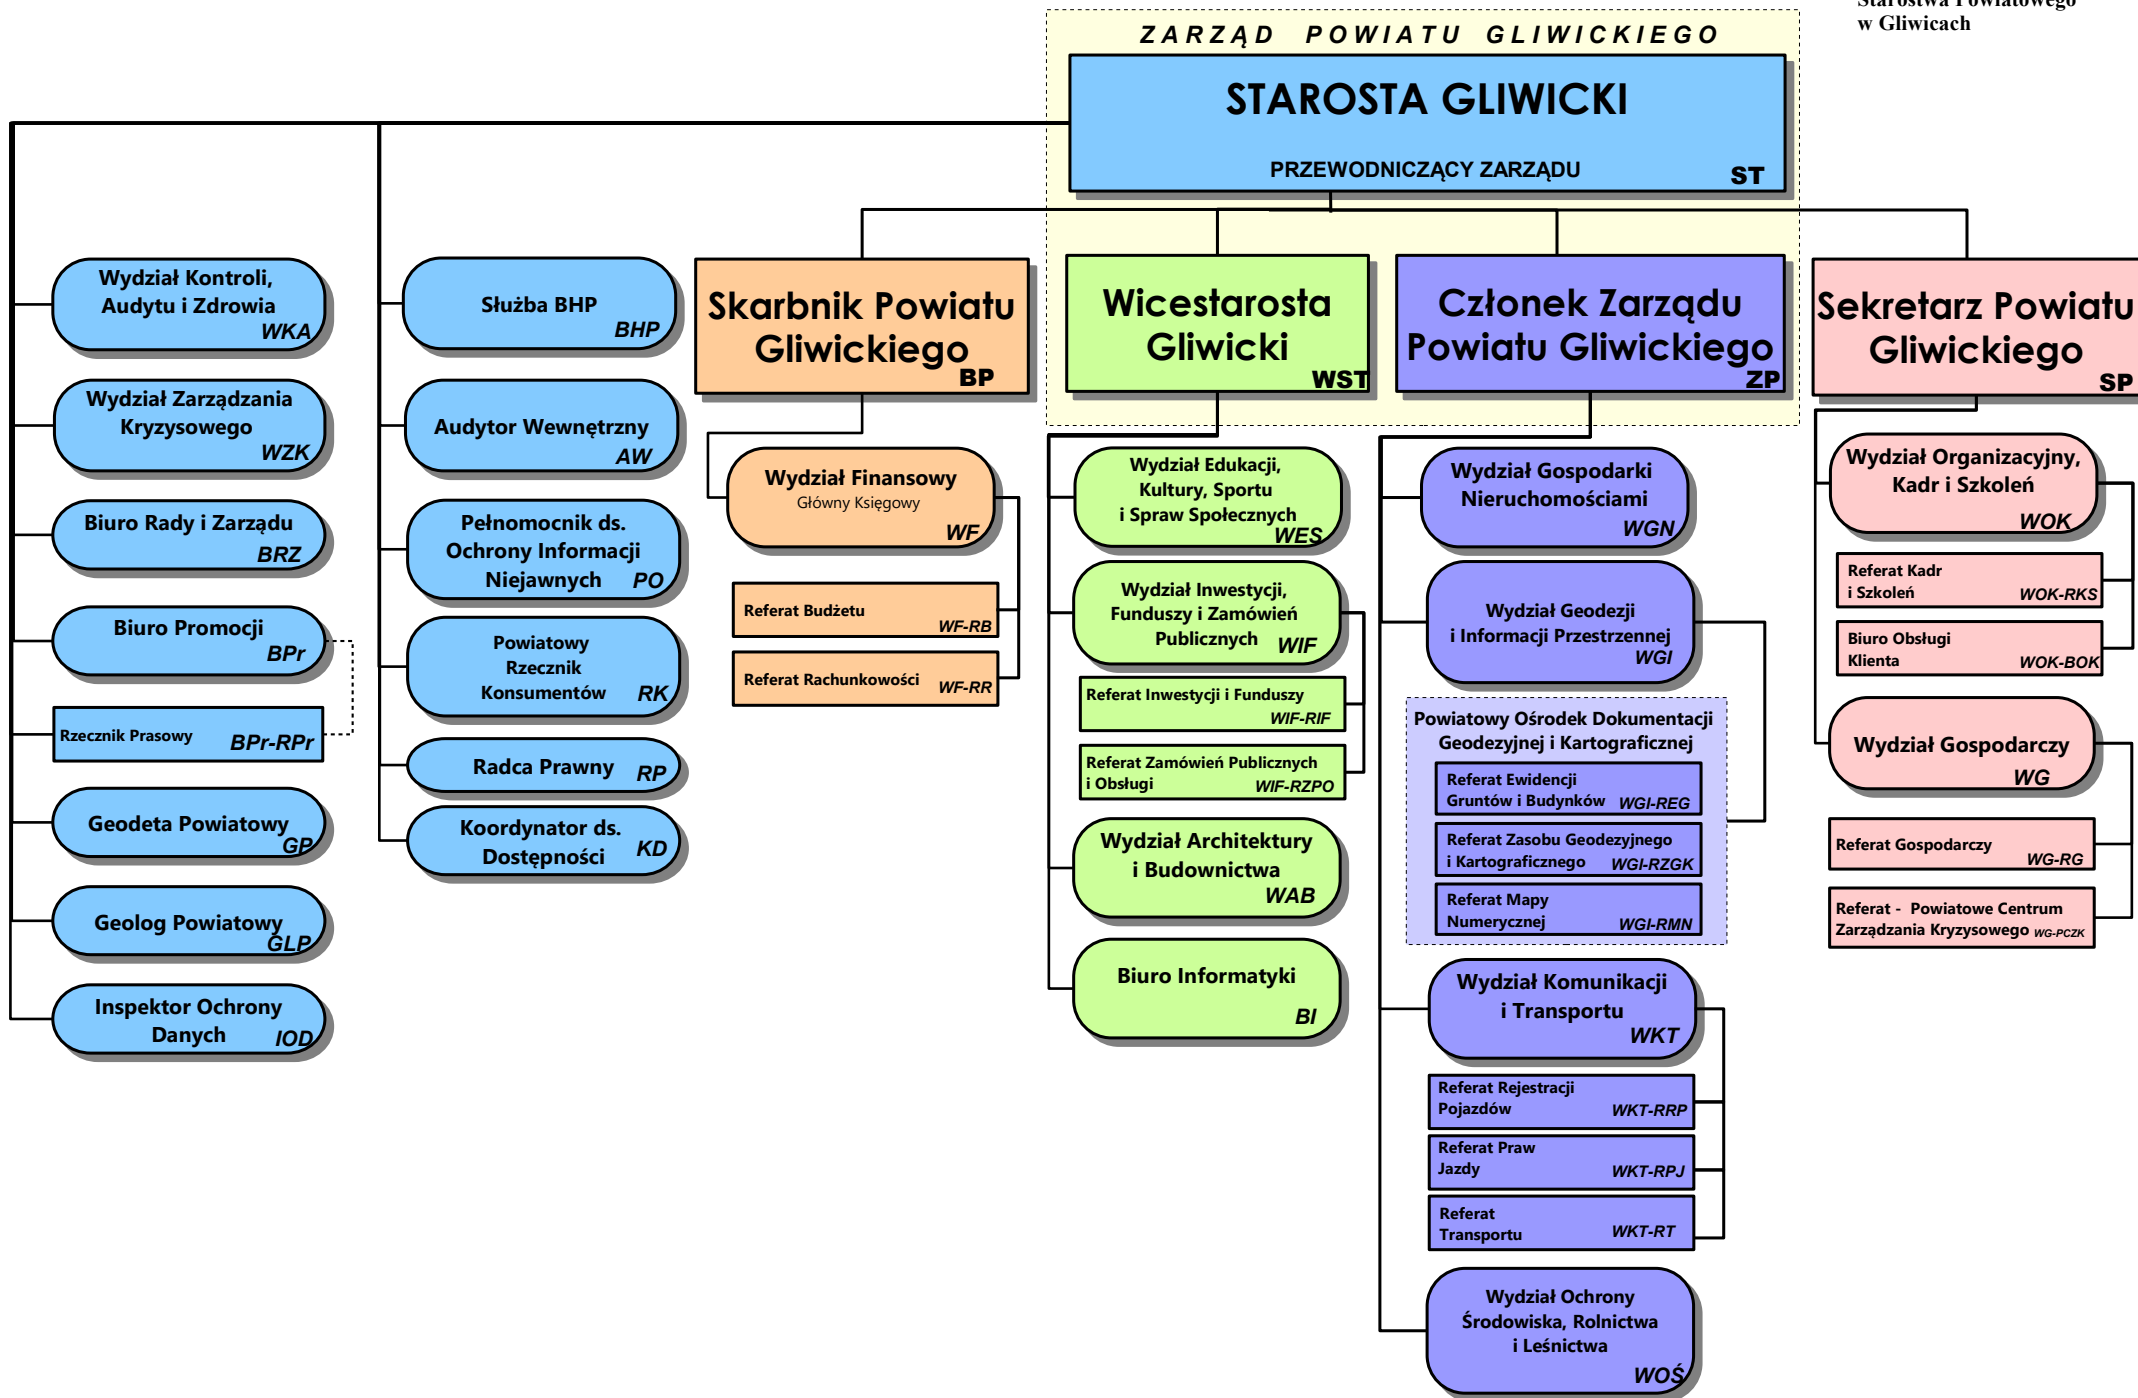 Starostwa Powiatowego
w Gliwicach
ZARZĄD POWIATU GLIWICKIEGO
STAROSTA GLIWICKI
PRZEWODNICZĄCY ZARZĄDU
ST
Wydział Kontroli,
Audytu i Zdrowia
WKA
Wydział Zarządzania
Kryzysowego
WZK
Biuro Rady i Zarządu
BRZ
Biuro Promocji
BPr
Rzecznik Prasowy BPr-RPr
Geodeta Powiatowy
GP
Geolog Powiatowy
GLP
Inspektor Ochrony
Danych IOD
Służba BHP
BHP
Audytor Wewnętrzny
AW
Pełnomocnik ds.
Ochrony Informacji
Niejawnych PO
Powiatowy
Rzecznik
Konsumentów RK
Radca Prawny RP
Koordynator ds.
Dostępności KD
Skarbnik Powiatu
Gliwickiego
BP
Wydział Finansowy
Główny Księgowy
WF
Referat Budżetu
WF-RB
Referat Rachunkowości WF-RR
Wicestarosta
Gliwicki
WST
Wydział Edukacji,
Kultury, Sportu
i Spraw Społecznych
WES
Wydział Inwestycji,
Funduszy i Zamówień
Publicznych WIF
Referat Inwestycji i Funduszy
WIF-RIF
Referat Zamówień Publicznych
i Obsługi WIF-RZPO
Wydział Architektury
i Budownictwa
WAB
Biuro Informatyki
BI
Członek Zarządu
Powiatu Gliwickiego
ZP
Wydział Gospodarki
Nieruchomościami
WGN
Wydział Geodezji
i Informacji Przestrzennej
WGI
Powiatowy Ośrodek Dokumentacji
Geodezyjnej i Kartograficznej
Referat Ewidencji
Gruntów i Budynków WGI-REG
Referat Zasobu Geodezyjnego
i Kartograficznego WGI-RZGK
Referat Mapy
Numerycznej WGI-RMN
Wydział Komunikacji
i Transportu
WKT
Referat Rejestracji
Pojazdów WKT-RRP
Referat Praw
Jazdy WKT-RPJ
Referat
Transportu WKT-RT
Wydział Ochrony
Środowiska, Rolnictwa
i Leśnictwa
WOŚ
Sekretarz Powiatu
Gliwickiego
SP
Wydział Organizacyjny,
Kadr i Szkoleń
WOK
Referat Kadr
i Szkoleń WOK-RKS
Biuro Obsługi
Klienta WOK-BOK
Wydział Gospodarczy
WG
Referat Gospodarczy WG-RG
Referat - Powiatowe Centrum
Zarządzania Kryzysowego WG-PCZK